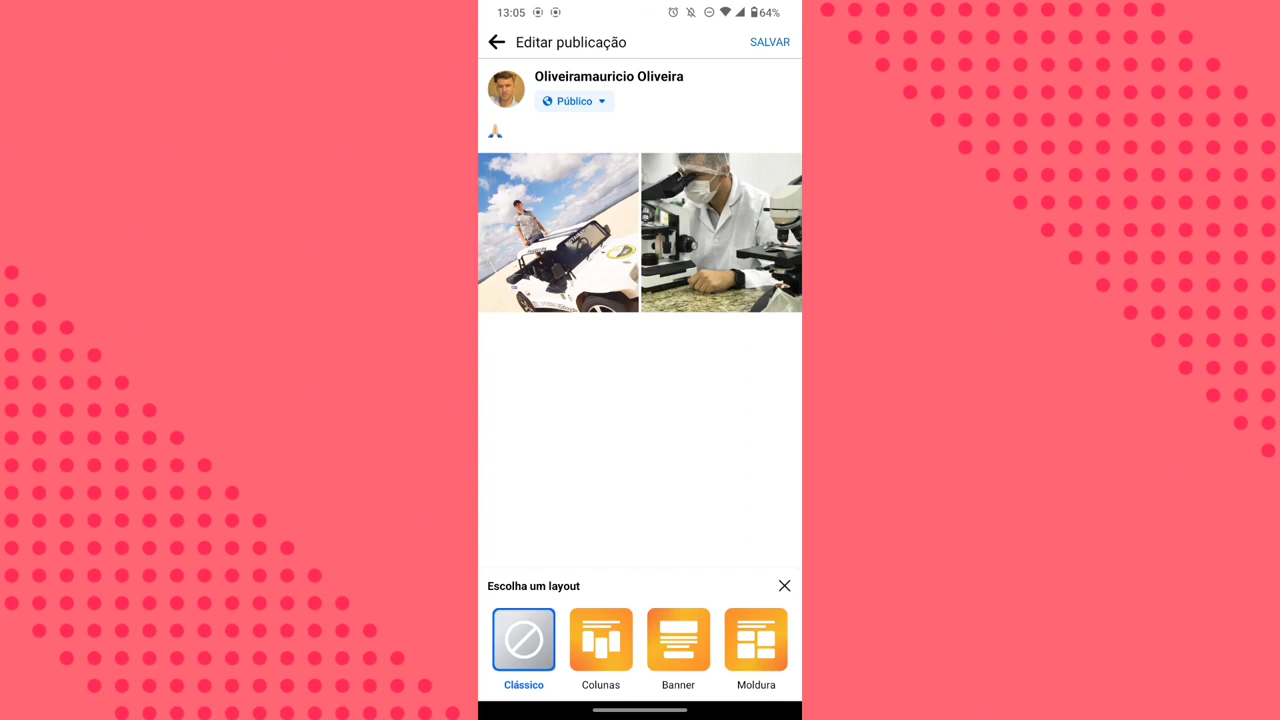 13:05
64%
Editar publicação
SALVAR
Oliveiramauricio Oliveira
Público
Escolha um layout
Clássico
Colunas
Banner
Moldura